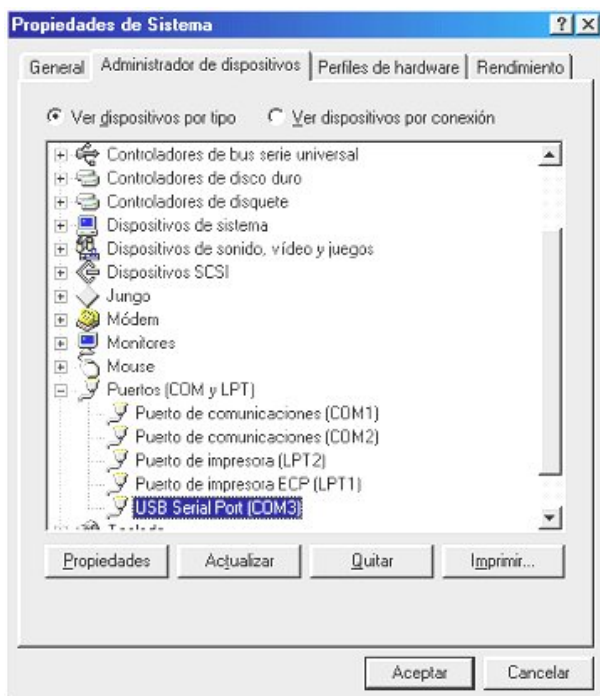 Propiedades de Sistema
General Administrador de dispositivos Perfiles de hardware Rendimiento
Ver dispositivos por tipo Ver dispositivos por conexión
Controladores de bus serie universal
Controladores de disco duro
Controladores de disquete
Dispositivos de sistema
Dispositivos de sonido, vídeo y juegos
Dispositivos SCSI
Jungo
Módem
Monitores
Mouse
Puertos (COM y LPT)
Puerto de comunicaciones (COM1)
Puerto de comunicaciones (COM2)
Puerto de impresora (LPT2)
Puerto de impresora ECP (LPT1)
USB Serial Port (COM3)
Propiedades Actualizar Quitar Imprimir...
Aceptar Cancelar